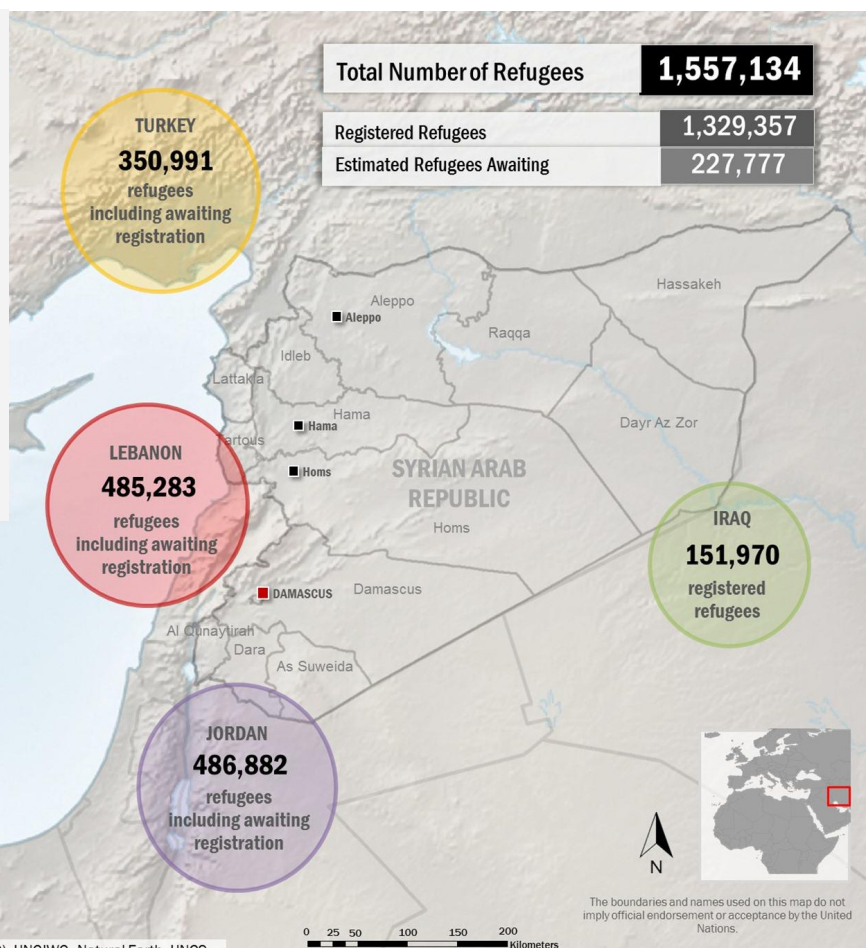 Total Number of Refugees 1,557,134
Registered Refugees 1,329,357
Estimated Refugees Awaiting 227,777
TURKEY
350,991
refugees
including awaiting
registration
Hassakeh
Aleppo
Aleppo
Raqqa
Idleb
Lattakia
Hama
Hama
Dayr Az Zor
Tartous
LEBANON
485,283
refugees
including awaiting
registration
Homs
SYRIAN ARAB
REPUBLIC
Homs
IRAQ
151,970
registered
refugees
DAMASCUS
Damascus
Al Qunaytirah
Dara
As Suweida
JORDAN
486,882
refugees
including awaiting
registration
N
The boundaries and names used on this map do not
imply official endorsement or acceptance by the United
Nations.
0 25 50 100 150 200
Kilometers
UNGIWG, Natural Earth, UNCS